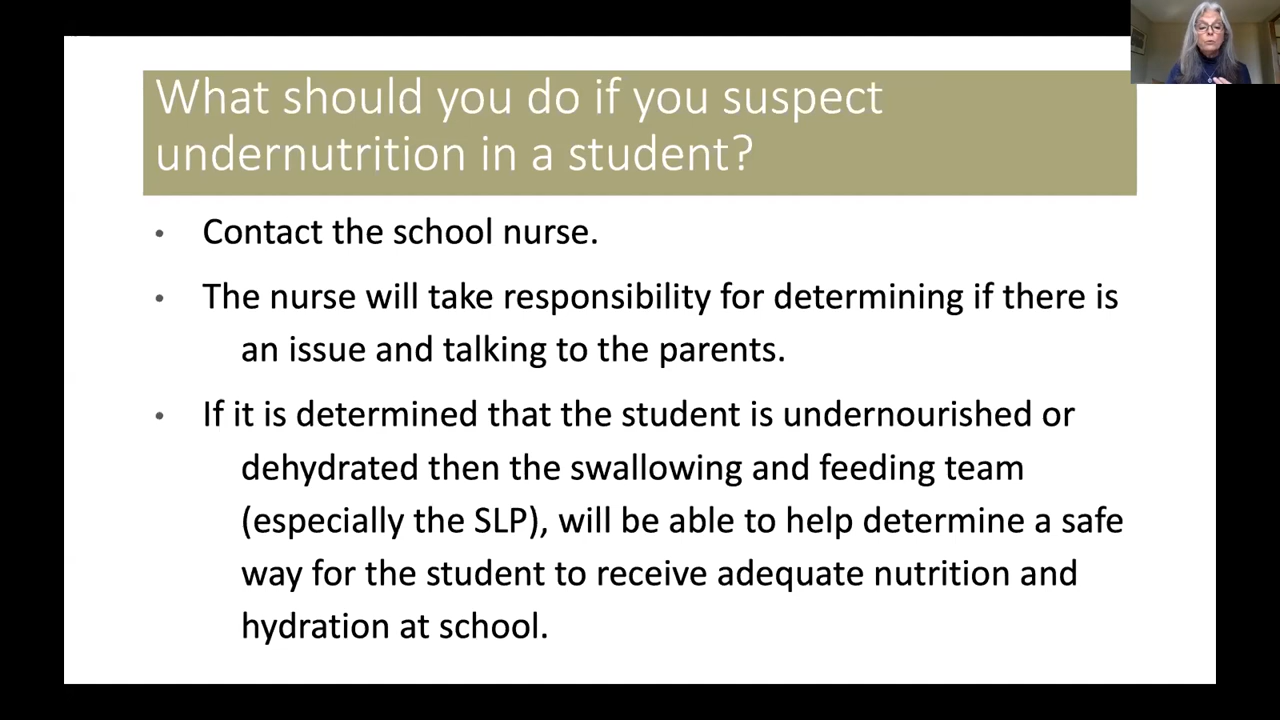 What should you do if you suspect
undernutrition in a student?
• Contact the school nurse.
• The nurse will take responsibility for determining if there is
an issue and talking to the parents.
• If it is determined that the student is undernourished or
dehydrated then the swallowing and feeding team
(especially the SLP), will be able to help determine a safe
way for the student to receive adequate nutrition and
hydration at school.